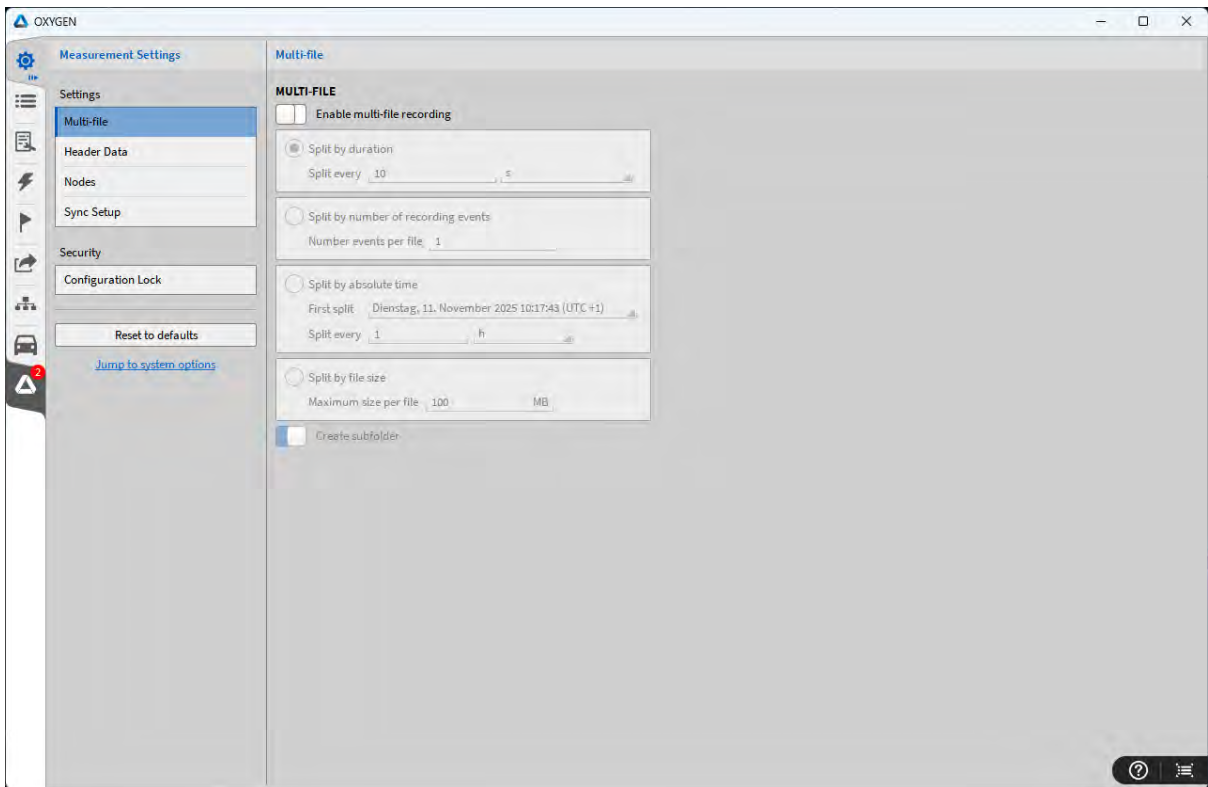 OXYGEN
Measurement Settings
Multi-file
Settings
Multi-file
Header Data
Nodes
Sync Setup
Security
Configuration Lock
Reset to defaults
Jump to system options
2
MULTI-FILE
Enable multi-file recording
Split by duration
Split every 10 s
Split by number of recording events
Number events per file 1
Split by absolute time
First split Dienstag, 11. November 2025 10:17:43 (UTC +1)
Split every 1 h
Split by file size
Maximum size per file 100 MB
Create subfolder